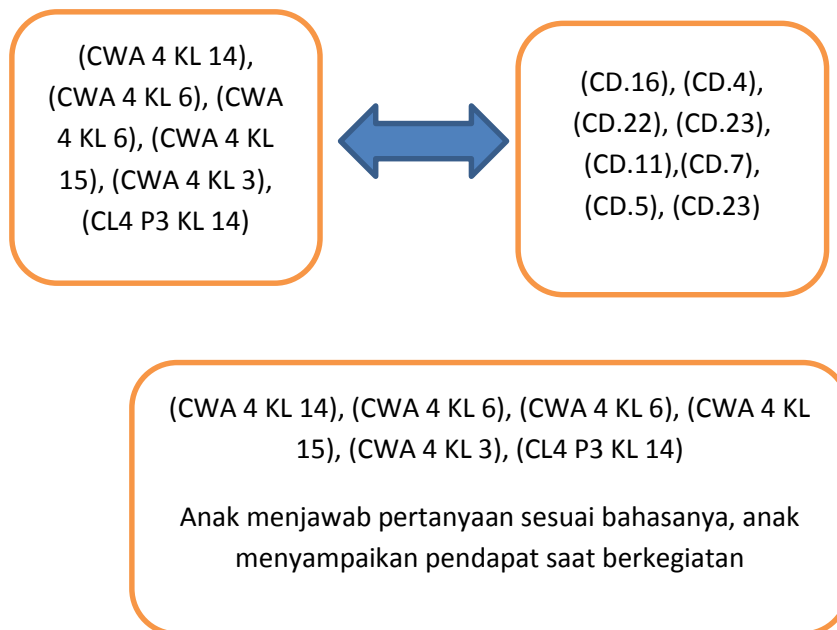 (CWA 4 KL 14),
(CWA 4 KL 6), (CWA
4 KL 6), (CWA 4 KL
15), (CWA 4 KL 3),
(CL4 P3 KL 14)
(CD.16), (CD.4),
(CD.22), (CD.23),
(CD.11),(CD.7),
(CD.5), (CD.23)
(CWA 4 KL 14), (CWA 4 KL 6), (CWA 4 KL 6), (CWA 4 KL
15), (CWA 4 KL 3), (CL4 P3 KL 14)
Anak menjawab pertanyaan sesuai bahasanya, anak
menyampaikan pendapat saat berkegiatan